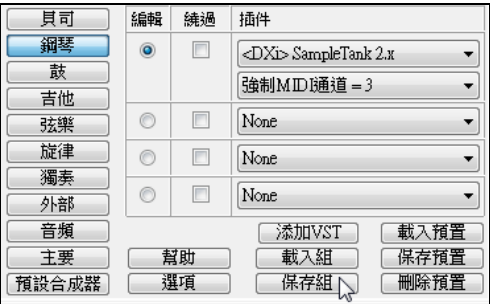 貝司
鋼琴
鼓
吉他
弦樂
旋律
獨奏
外部
音頻
主要
預設合成器
編輯 繞過 插件
<DXi> SampleTank 2.x
強制MIDI通道 = 3
None
None
None
添加VST 載入預置
幫助 載入組 保存預置
選項 保存組 刪除預置